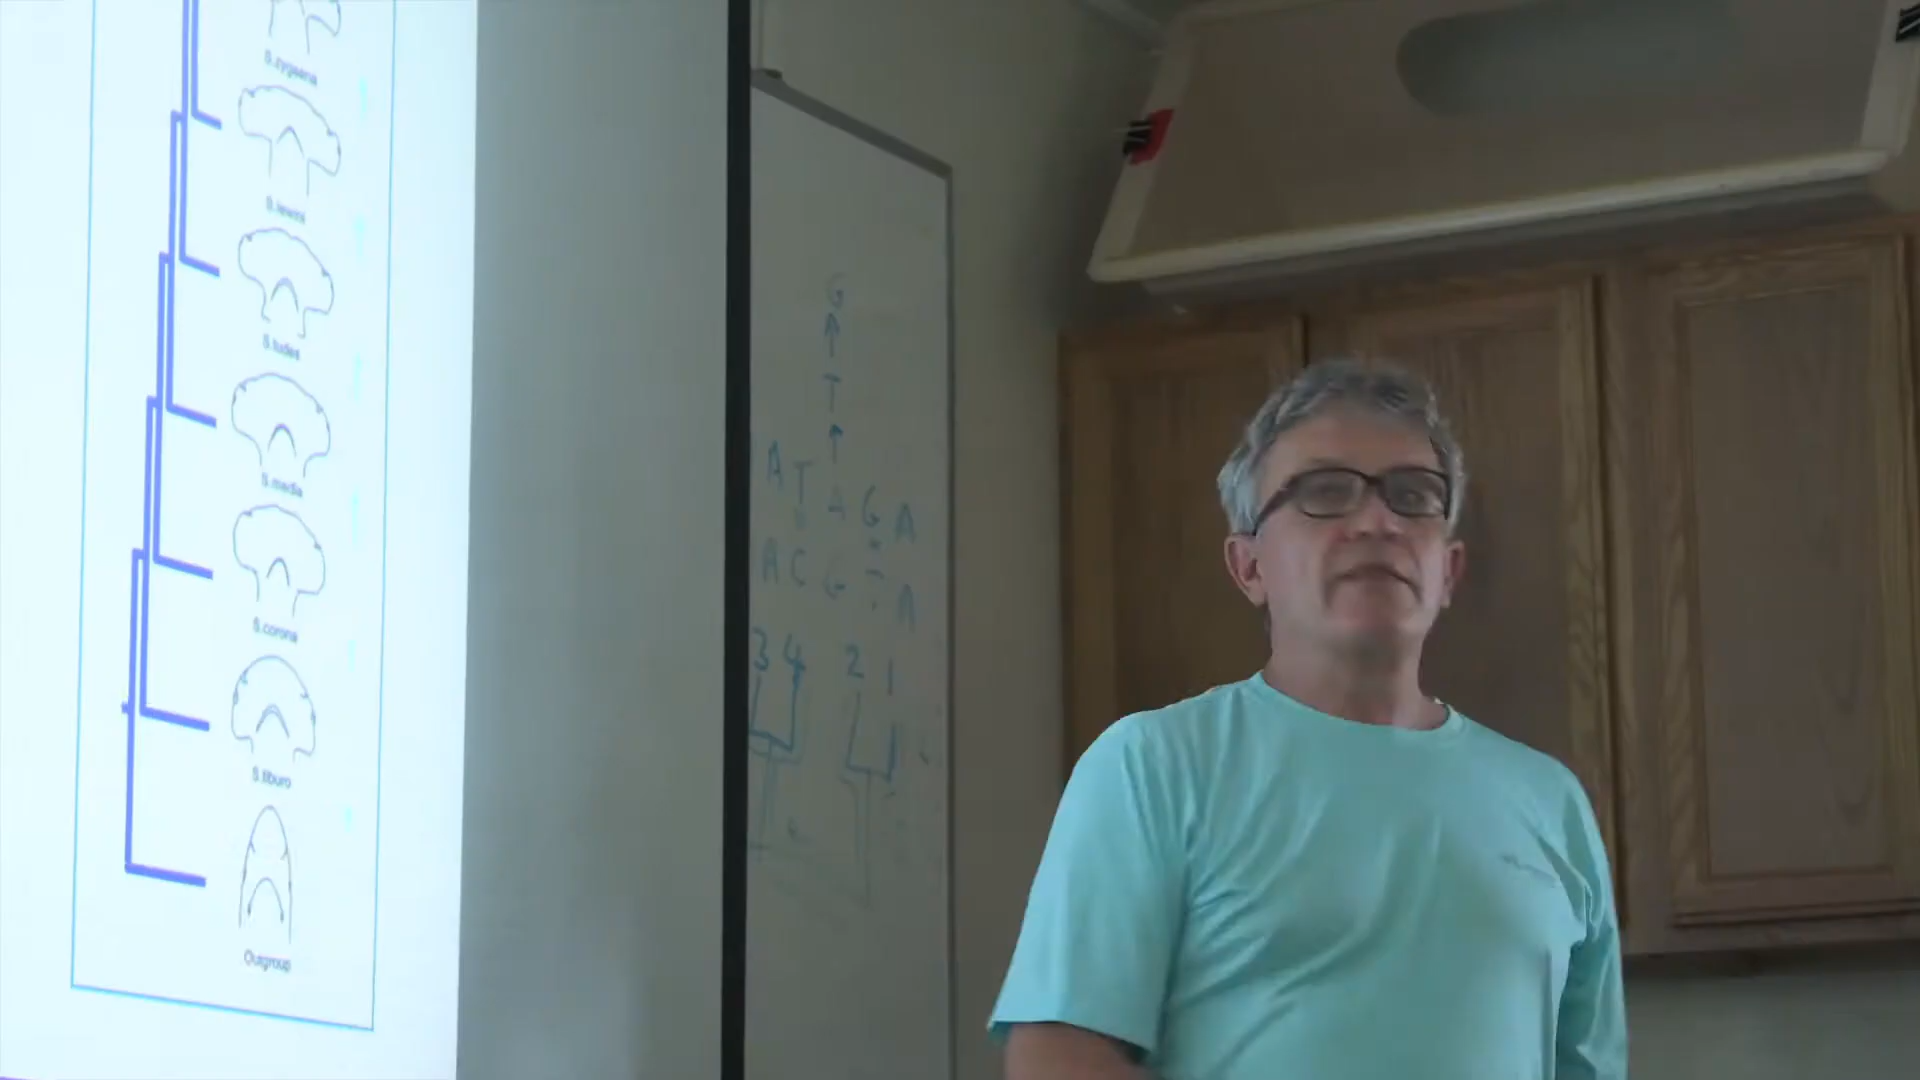 S.zygaena
S.lewini
S.tudes
S.media
S.corona
S.tiburo
Outgroup
G
T
A T A G A
A C G T A
3 4 2 1